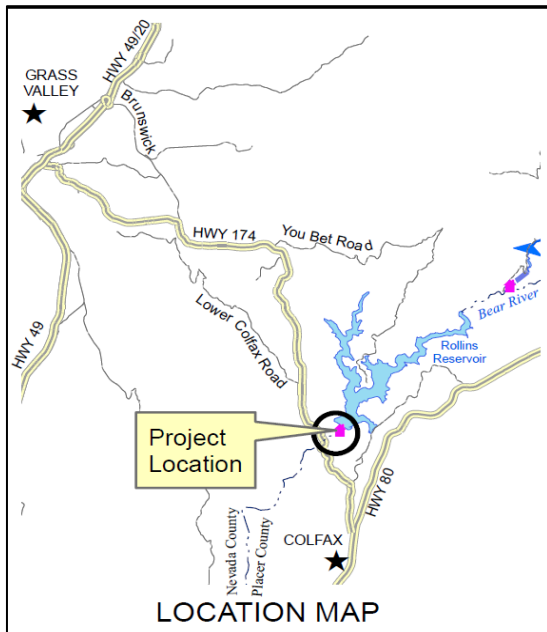 HWY 49/20
GRASS
VALLEY
Brunswick
HWY 174
You Bet Road
Lower Colfax Road
HWY 49
Bear River
Rollins
Reservoir
Project
Location
HWY 80
Nevada County
Placer County
COLFAX
LOCATION MAP